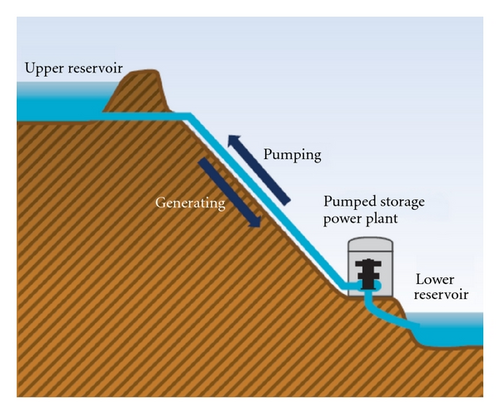 Upper reservoir
Pumping
Generating
Pumped storage
power plant
Lower
reservoir